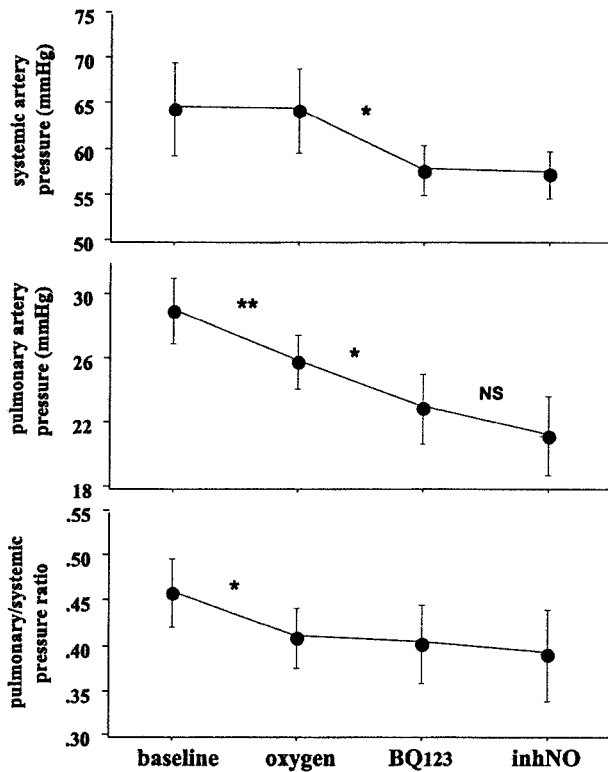 systemic artery
pressure (mmHg)
75
70
65
60
55
50
*
pulmonary artery
pressure (mmHg)
30
26
22
18
**
*
NS
pulmonary/systemic
pressure ratio
.55
.50
.45
.40
.35
.30
*
baseline oxygen BQ123 inhNO